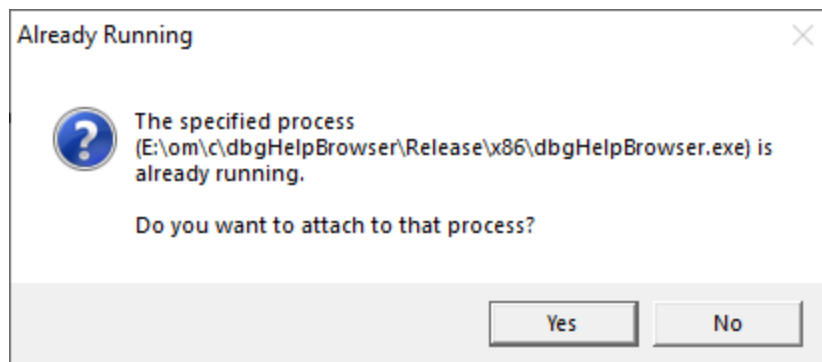 Already Running
The specified process
(E:\om\c\dbgHelpBrowser\Release\x86\dbgHelpBrowser.exe) is
already running.
Do you want to attach to that process?
Yes No